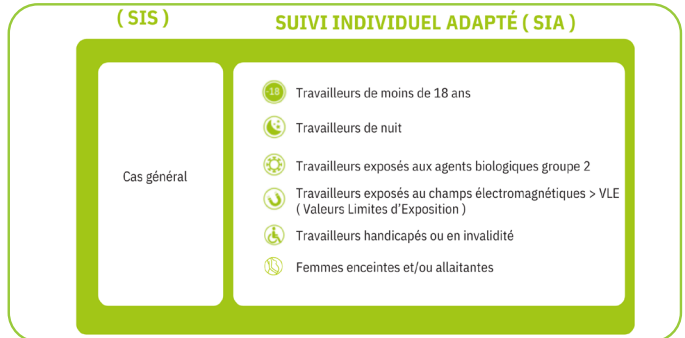 ( SIS )
SUIVI INDIVIDUEL ADAPTÉ ( SIA )
Cas général
-18
Travailleurs de moins de 18 ans
Travailleurs de nuit
Travailleurs exposés aux agents biologiques groupe 2
Travailleurs exposés au champs électromagnétiques > VLE
( Valeurs Limites d'Exposition )
Travailleurs handicapés ou en invalidité
Femmes enceintes et/ou allaitantes